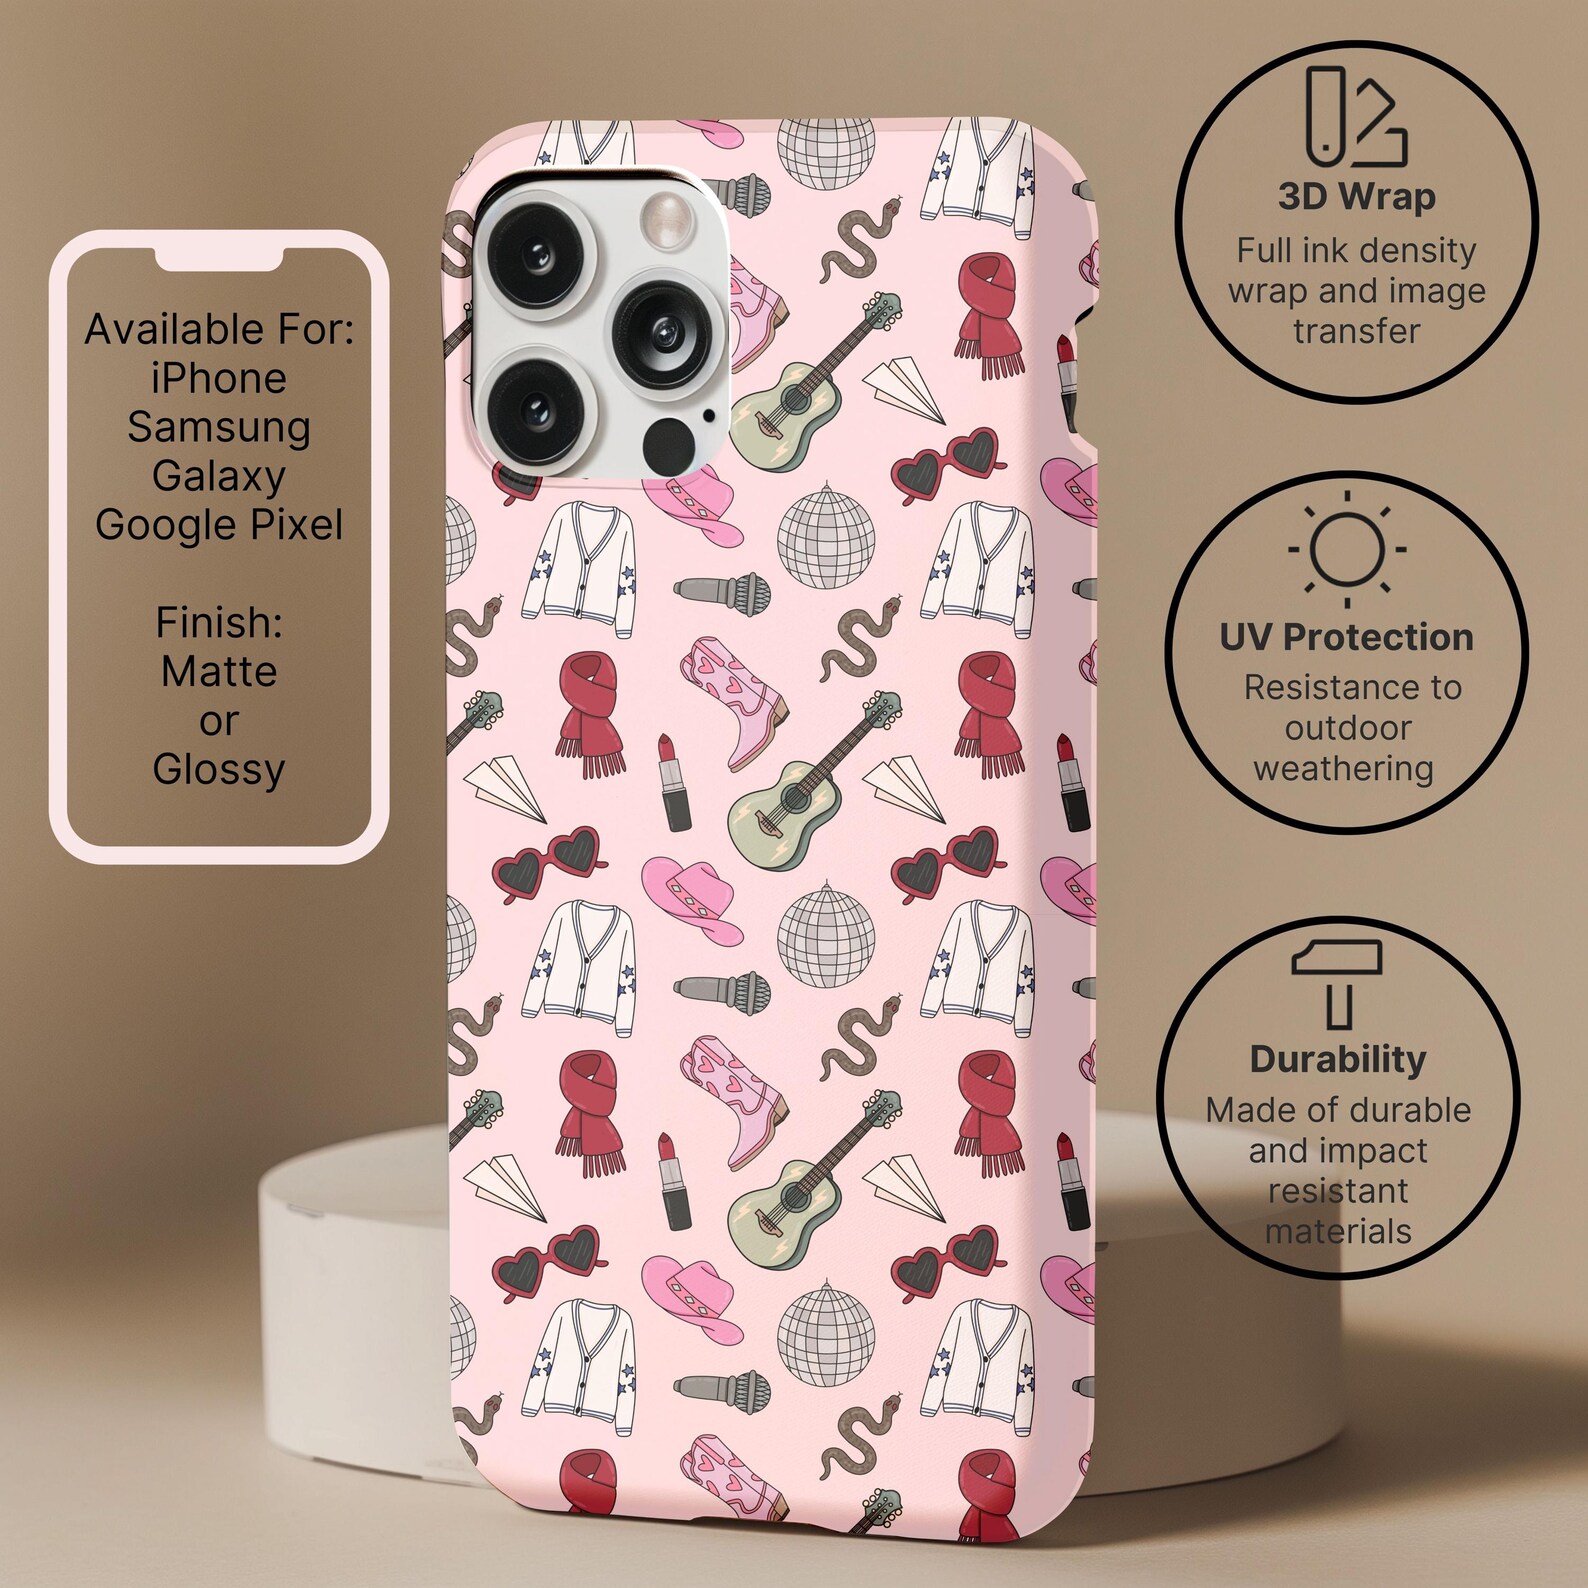 Available For:
iPhone
Samsung
Galaxy
Google Pixel
Finish:
Matte
or
Glossy
3D Wrap
Full ink density
wrap and image
transfer
UV Protection
Resistance to
outdoor
weathering
Durability
Made of durable
and impact
resistant
materials